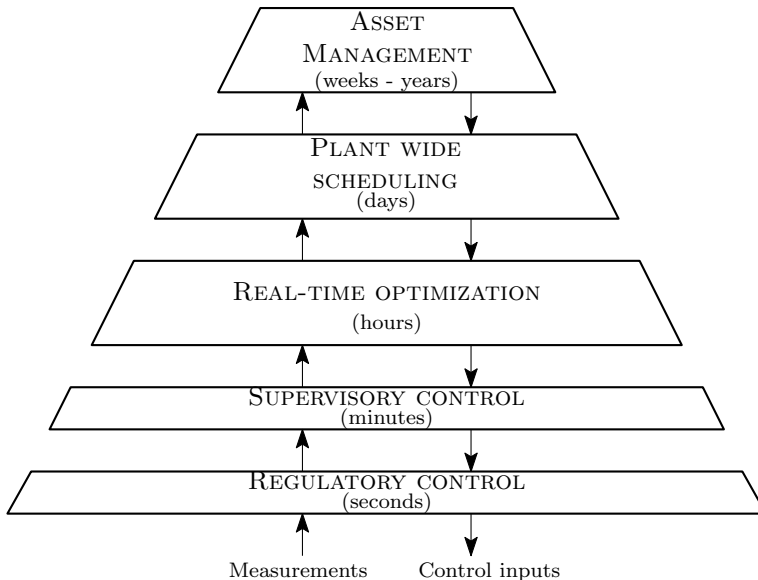 ASSET
MANAGEMENT
(weeks - years)
PLANT WIDE
SCHEDULING
(days)
REAL-TIME OPTIMIZATION
(hours)
SUPERVISORY CONTROL
(minutes)
REGULATORY CONTROL
(seconds)
Measurements Control inputs